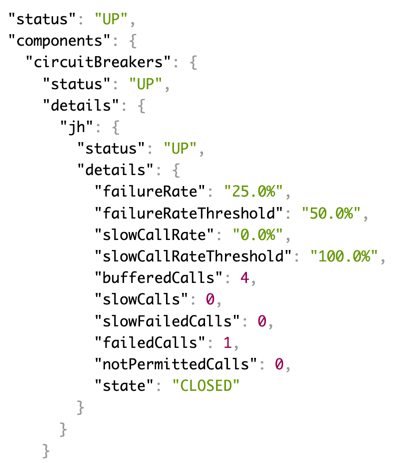 "status": "UP",
"components": {
"circuitBreakers": {
"status": "UP",
"details": {
"jh": {
"status": "UP",
"details": {
"failureRate": "25.0%",
"failureRateThreshold": "50.0%",
"slowCallRate": "0.0%",
"slowCallRateThreshold": "100.0%",
"bufferedCalls": 4,
"slowCalls": 0,
"slowFailedCalls": 0,
"failedCalls": 1,
"notPermittedCalls": 0,
"state": "CLOSED"
}
}
}